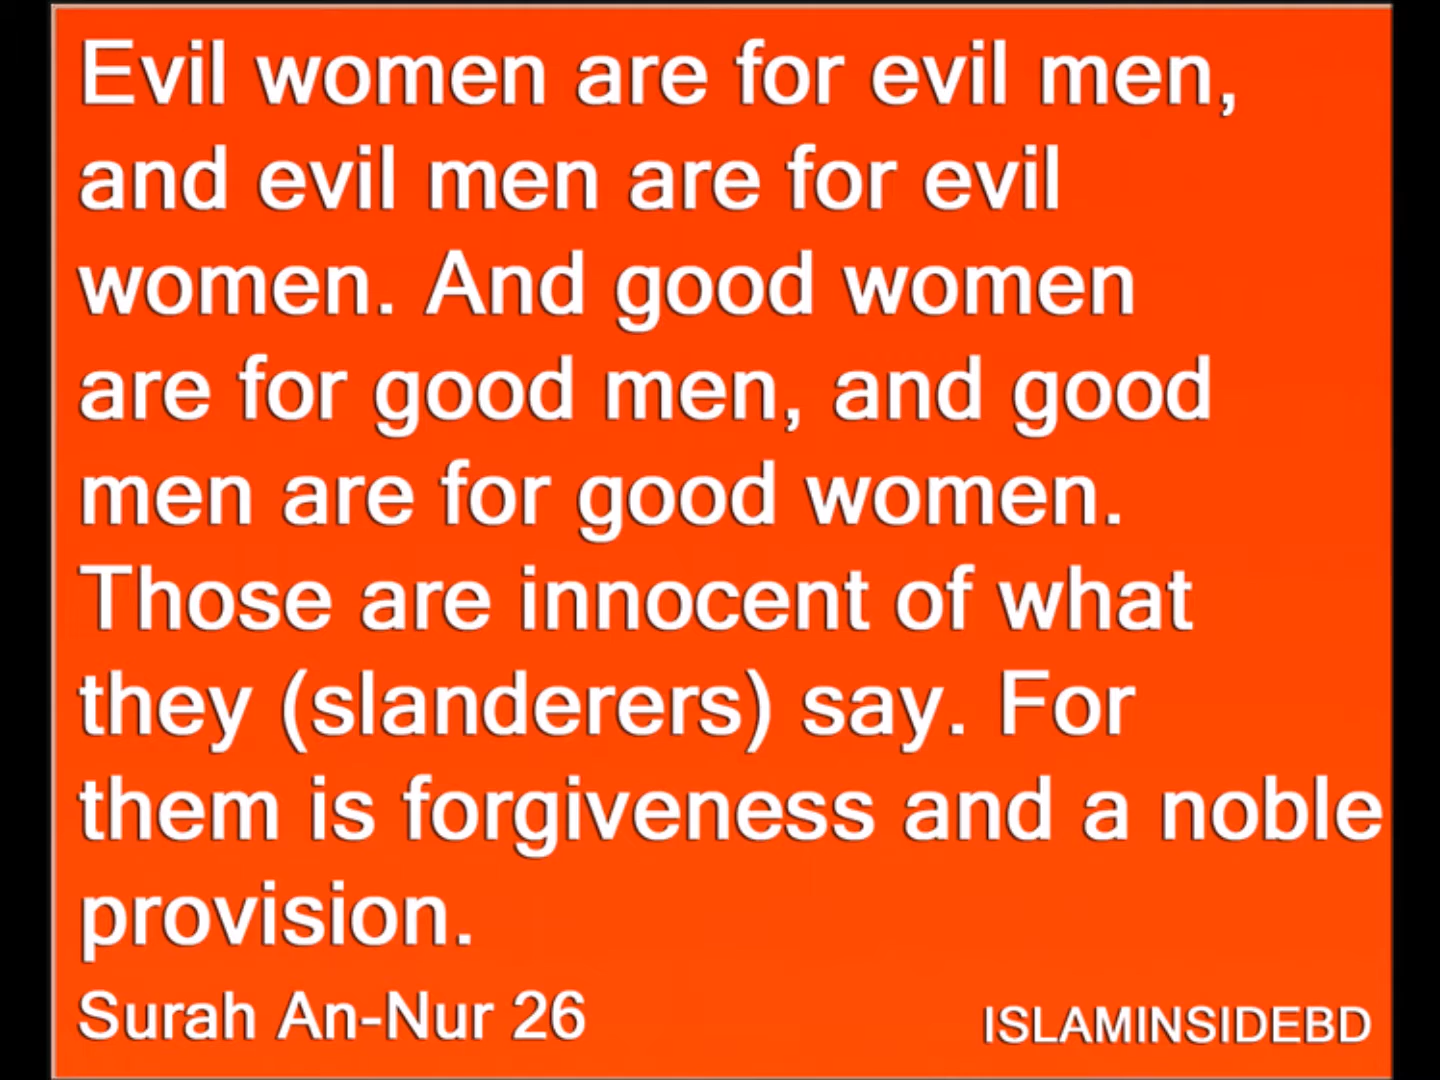 Evil women are for evil men,
and evil men are for evil
women. And good women
are for good men, and good
men are for good women.
Those are innocent of what
they (slanderers) say. For
them is forgiveness and a noble
provision.
Surah An-Nur 26
ISLAMINSIDEBD